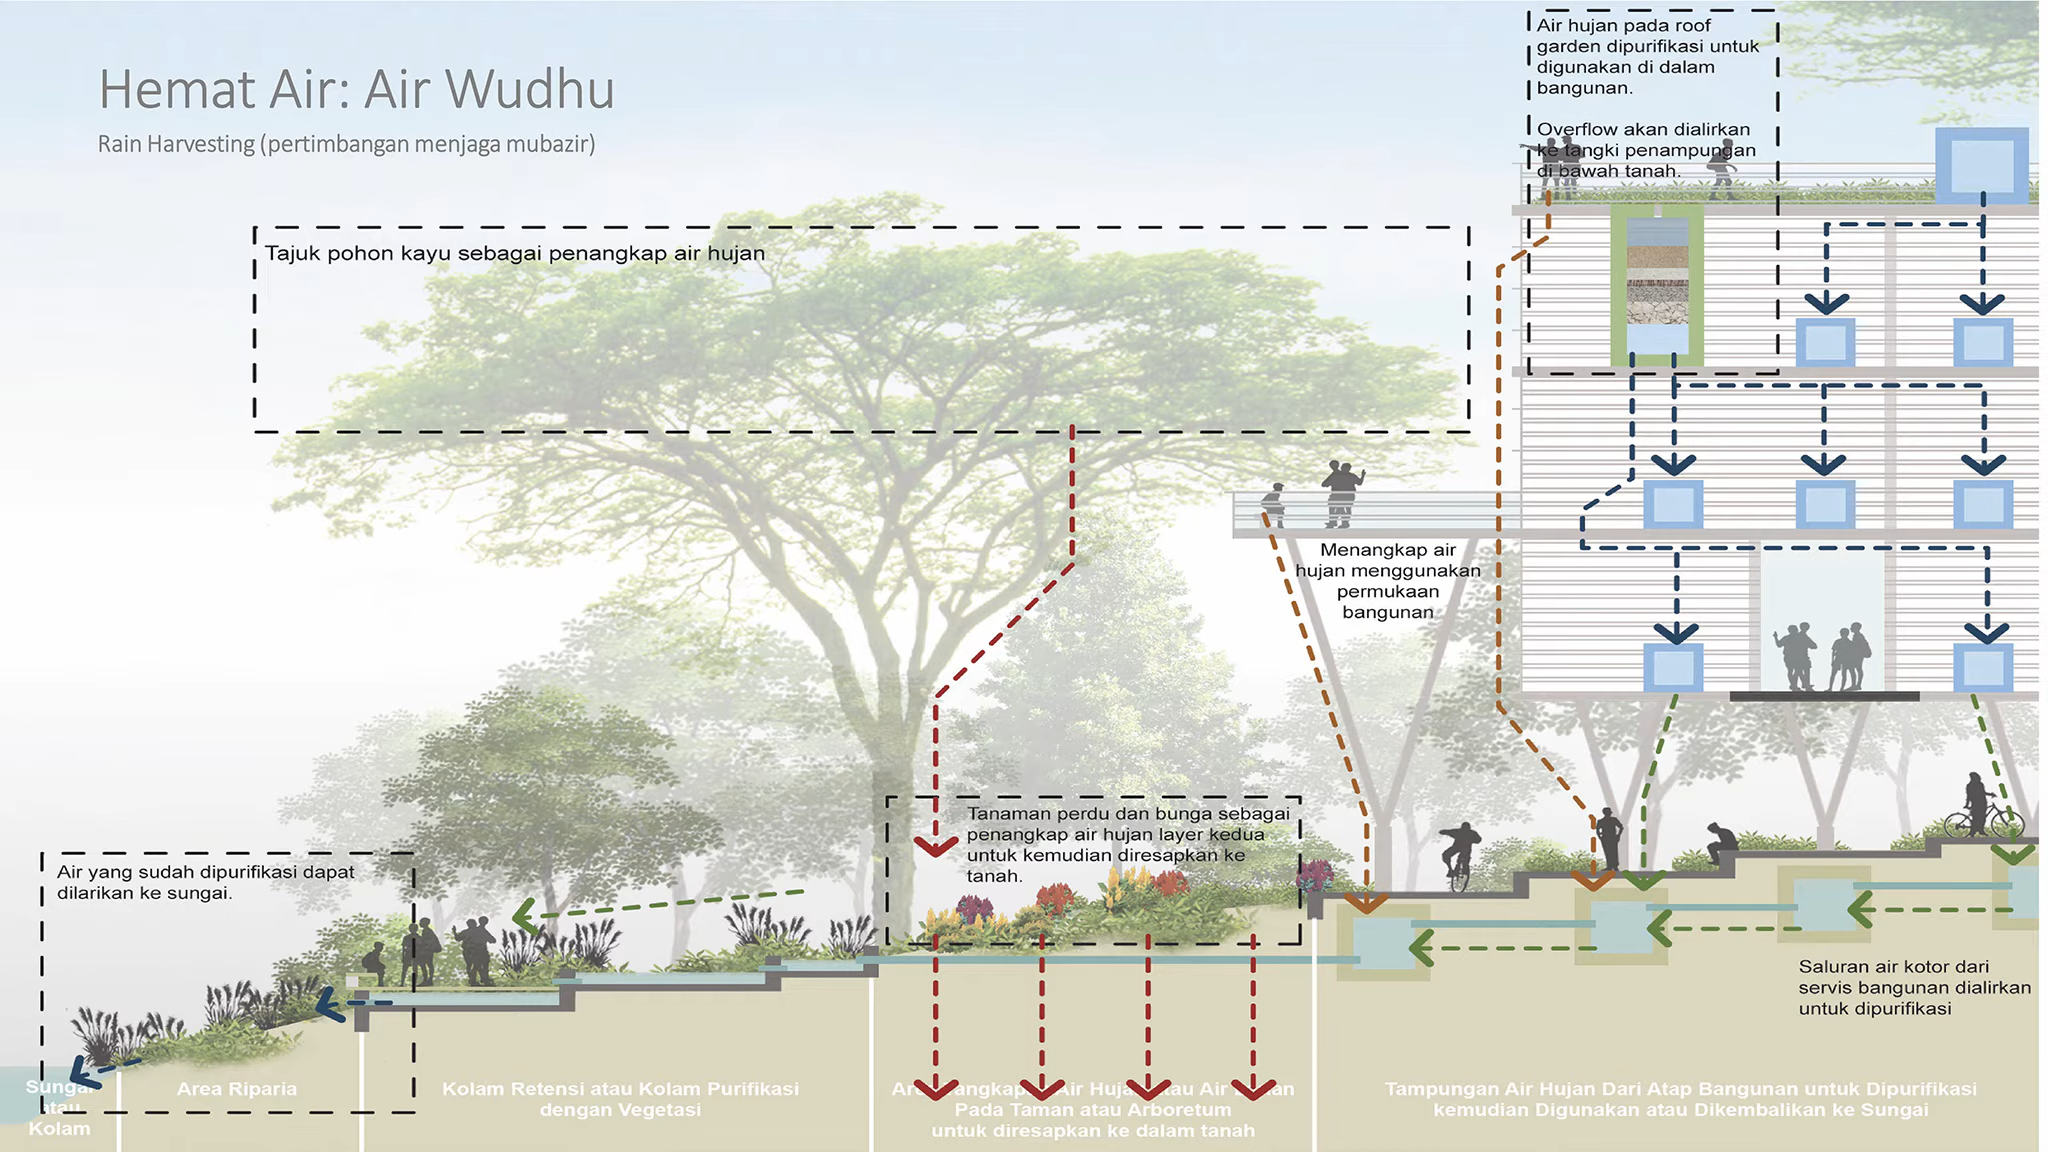 Hemat Air: Air Wudhu
Rain Harvesting (pertimbangan menjaga mubazir)
Air hujan pada roof
garden dipurifikasi untuk
digunakan di dalam
bangunan.
Overflow akan dialirkan
ke tangki penampungan
di bawah tanah.
Tajuk pohon kayu sebagai penangkap air hujan
Menangkap air
hujan menggunakan
permukaan
bangunan
Tanaman perdu dan bunga sebagai
penangkap air hujan layer kedua
untuk kemudian diresapkan ke
tanah.
Air yang sudah dipurifikasi dapat
dilarikan ke sungai.
Saluran air kotor dari
servis bangunan dialirkan
untuk dipurifikasi
Sungai
atau
Kolam
Area Riparia
Kolam Retensi atau Kolam Purifikasi
dengan Vegetasi
Air Hujan atau Air
Pada Taman atau Arboretum
untuk diresapkan ke dalam tanah
Tampungan Air Hujan Dari Atap Bangunan untuk Dipurifikasi
kemudian Digunakan atau Dikembalikan ke Sungai